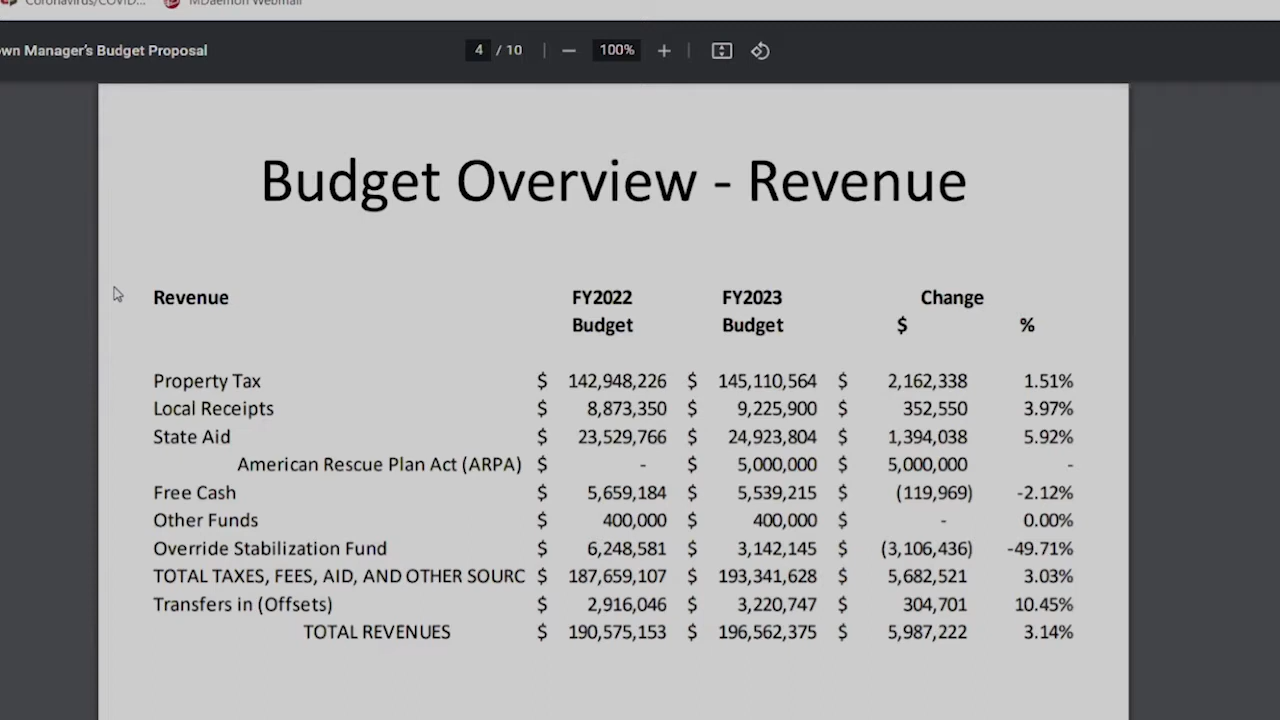 Coronavirus/COVID... MDaemon Webmail
own Manager's Budget Proposal 4 / 10 — 100% +
Budget Overview - Revenue
Revenue FY2022 FY2023 Change
Budget Budget $ %
Property Tax $ 142,948,226 $ 145,110,564 $ 2,162,338 1.51%
Local Receipts $ 8,873,350 $ 9,225,900 $ 352,550 3.97%
State Aid $ 23,529,766 $ 24,923,804 $ 1,394,038 5.92%
American Rescue Plan Act (ARPA) $ - $ 5,000,000 $ 5,000,000 -
Free Cash $ 5,659,184 $ 5,539,215 $ (119,969) -2.12%
Other Funds $ 400,000 $ 400,000 $ - 0.00%
Override Stabilization Fund $ 6,248,581 $ 3,142,145 $ (3,106,436) -49.71%
TOTAL TAXES, FEES, AID, AND OTHER SOURC $ 187,659,107 $ 193,341,628 $ 5,682,521 3.03%
Transfers in (Offsets) $ 2,916,046 $ 3,220,747 $ 304,701 10.45%
TOTAL REVENUES $ 190,575,153 $ 196,562,375 $ 5,987,222 3.14%